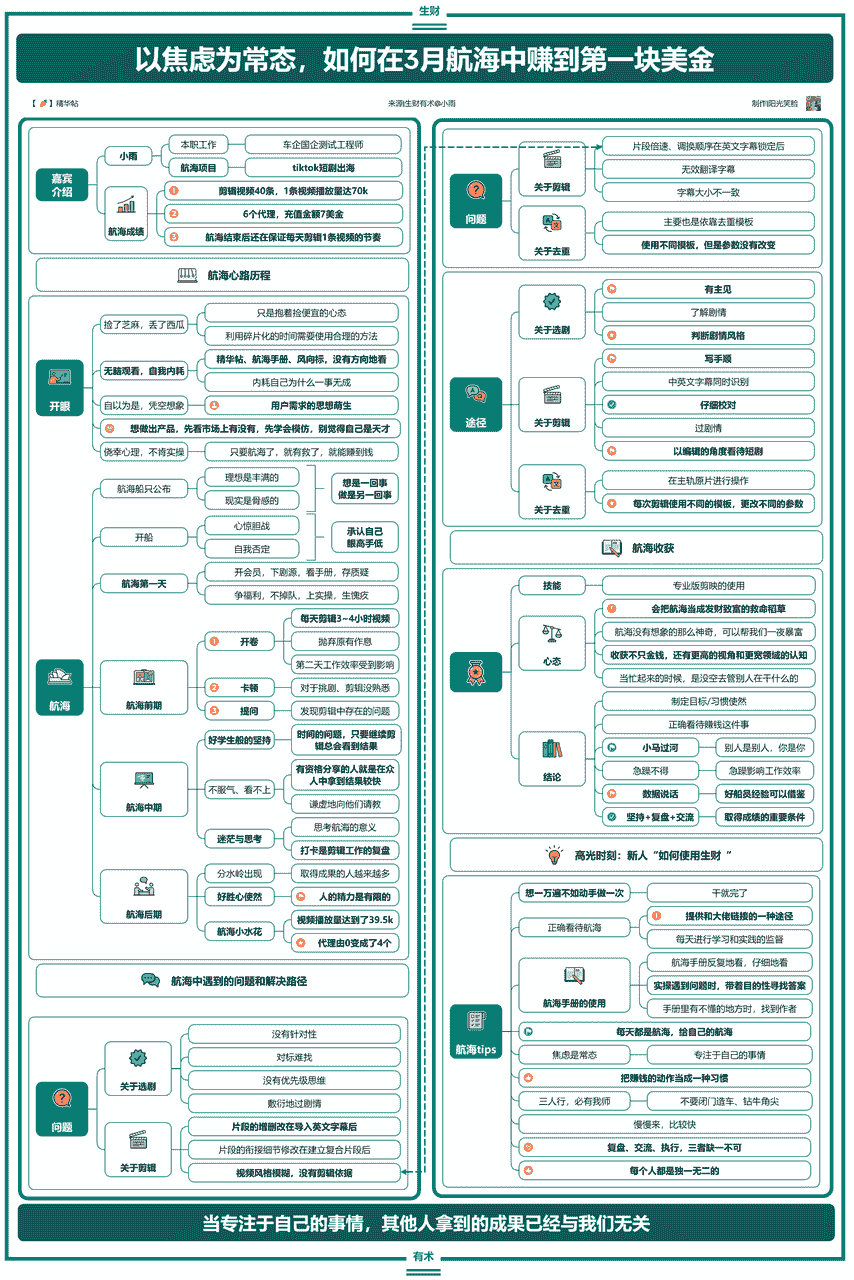 生财
以焦虑为常态，如何在3月航海中赚到第一块美金
【 】精华帖
来源|生财有术@小雨
制作|阳光笑脸
嘉宾
介绍
小雨
本职工作
车企国企测试工程师
航海项目
tiktok短剧出海
航海成绩
1 剪辑视频40条，1条视频播放量达70k
2 6个代理，充值金额7美金
3 航海结束后还在保证每天剪辑1条视频的节奏
航海心路历程
开眼
捡了芝麻，丢了西瓜
只是抱着捡便宜的心态
利用碎片化的时间需要使用合理的方法
无脑观看，自我内耗
精华帖、航海手册、风向标，没有方向地看
内耗自己为什么一事无成
自以为是，凭空想象
用户需求的思想萌生
想做出产品，先看市场上有没有，先学会模仿，别觉得自己是天才
侥幸心理，不肯实操
只要航海了，就有救了，就能赚到钱
航海
航海船只公布
理想是丰满的
现实是骨感的
想是一回事
做是另一回事
开船
心惊胆战
自我否定
承认自己
眼高手低
航海第一天
开会员，下剧源，看手册，存质疑
争福利，不掉队，上实操，生愧疚
航海前期
1 开卷
每天剪辑3~4小时视频
抛弃原有作息
第二天工作效率受到影响
2 卡顿
对于挑剧、剪辑没熟悉
3 提问
发现剪辑中存在的问题
航海中期
好学生般的坚持
时间的问题，只要继续剪
辑总会看到结果
不服气、看不上
有资格分享的人就是在众
人中拿到结果较快
谦虚地向他们请教
迷茫与思考
思考航海的意义
打卡是剪辑工作的复盘
航海后期
分水岭出现
取得成果的人越来越多
好胜心使然
人的精力是有限的
航海小水花
视频播放量达到了39.5k
代理由0变成了4个
航海中遇到的问题和解决路径
问题
关于选剧
没有针对性
对标难找
没有优先级思维
敷衍地过剧情
关于剪辑
片段的增删改在导入英文字幕后
片段的衔接细节修改在建立复合片段后
视频风格模糊，没有剪辑依据
问题
关于剪辑
片段倍速、调换顺序在英文字幕锁定后
无效翻译字幕
字幕大小不一致
关于去重
主要也是依靠去重模板
使用不同模板，但是参数没有改变
途径
关于选剧
有主见
了解剧情
判断剧情风格
关于剪辑
写手顺
中英文字幕同时识别
仔细校对
过剧情
以编辑的角度看待短剧
关于去重
在主轨原片进行操作
每次剪辑使用不同的模板，更改不同的参数
航海收获
技能
专业版剪映的使用
心态
会把航海当成发财致富的救命稻草
航海没有想象的那么神奇，可以帮我们一夜暴富
收获不只金钱，还有更高的视角和更宽领域的认知
当忙起来的时候，是没空去管别人在干什么的
结论
制定目标/习惯使然
正确看待赚钱这件事
小马过河
别人是别人，你是你
急躁不得
急躁影响工作效率
数据说话
好船员经验可以借鉴
坚持+复盘+交流
取得成绩的重要条件
高光时刻：新人“如何使用生财 ”
航海tips
想一万遍不如动手做一次
干就完了
正确看待航海
提供和大佬链接的一种途径
每天进行学习和实践的监督
航海手册的使用
航海手册反复地看，仔细地看
实操遇到问题时，带着目的性寻找答案
手册里有不懂的地方时，找到作者
每天都是航海，给自己的航海
焦虑是常态
专注于自己的事情
把赚钱的动作当成一种习惯
三人行，必有我师
不要闭门造车、钻牛角尖
慢慢来，比较快
复盘、交流、执行，三者缺一不可
每个人都是独一无二的
当专注于自己的事情，其他人拿到的成果已经与我们无关
有术